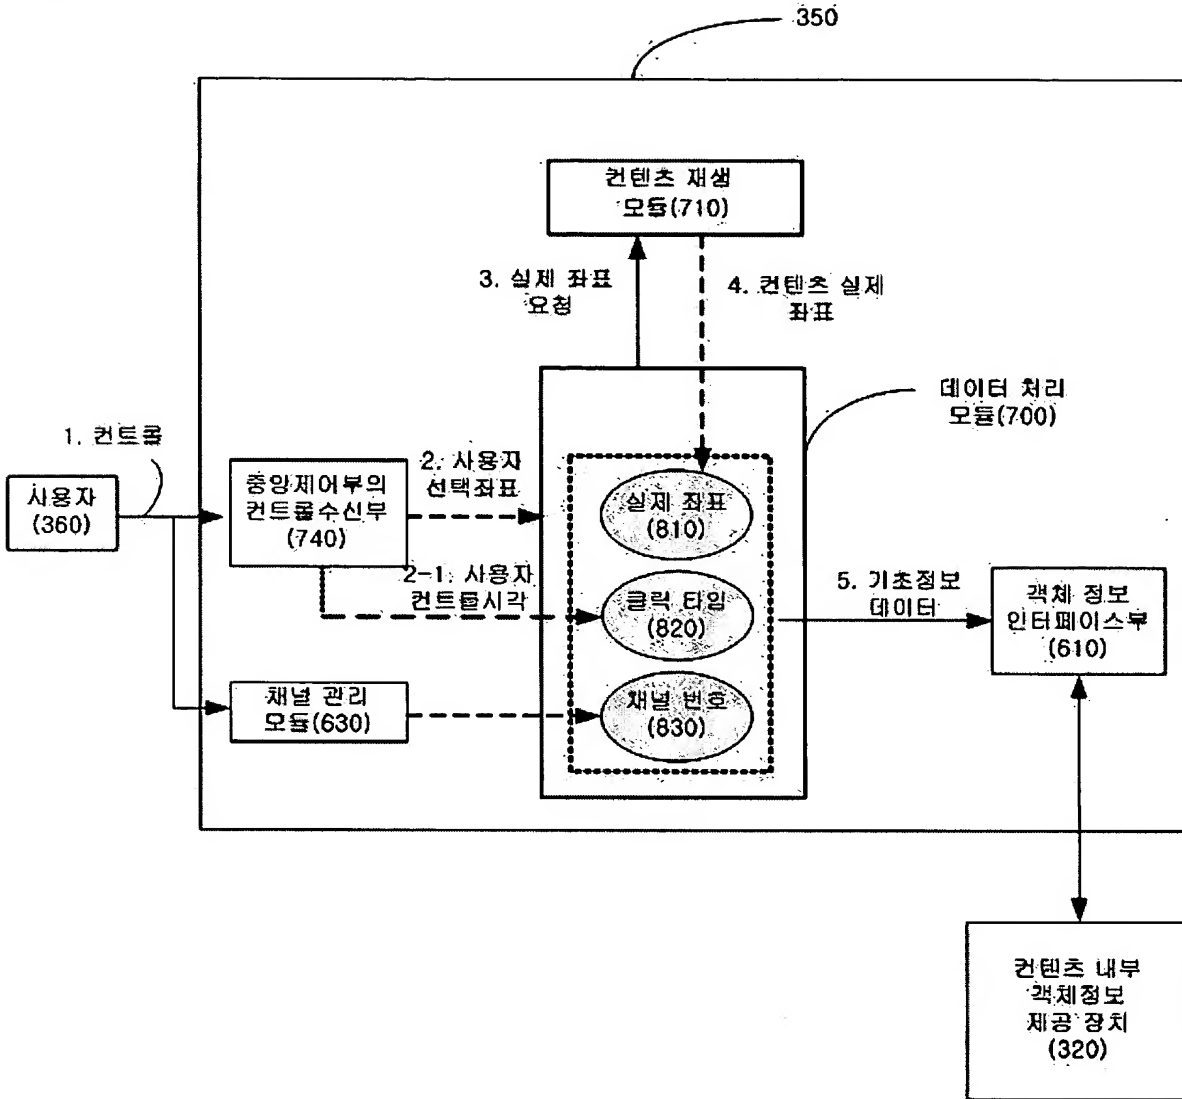 350
컨텐츠 재생
모듈(710)
3. 실제 좌표
요청
4. 컨텐츠 실제
좌표
데이터 처리
모듈(700)
1. 컨트롤
사용자
(360)
중앙제어부의
컨트롤수신부
(740)
2. 사용자
선택좌표
실제 좌표
(810)
2-1. 사용자
컨트롤시각
클릭 타임
(820)
5. 기초정보
데이터
객체 정보
인터페이스부
(610)
채널 관리
모듈(630)
채널 번호
(830)
컨텐츠 내부
객체정보
제공 장치
(320)